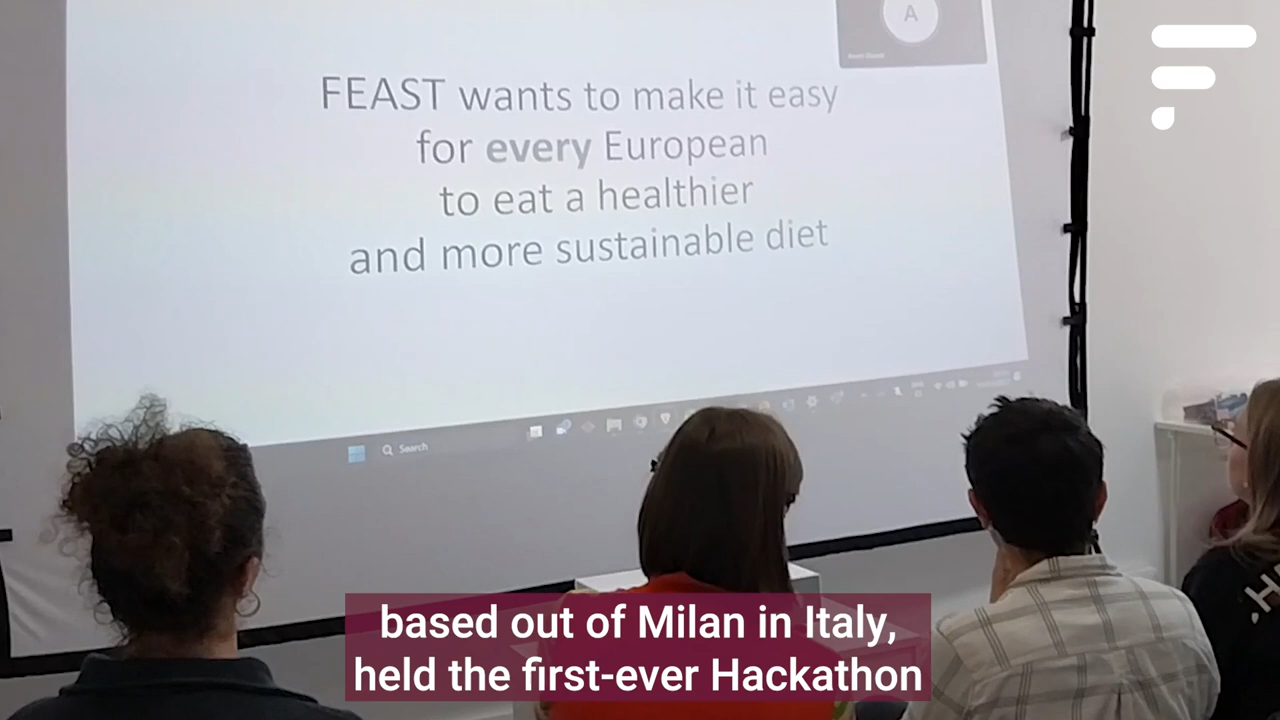 A
FEAST wants to make it easy
for every European
to eat a healthier
and more sustainable diet
Search
based out of Milan in Italy,
held the first-ever Hackathon